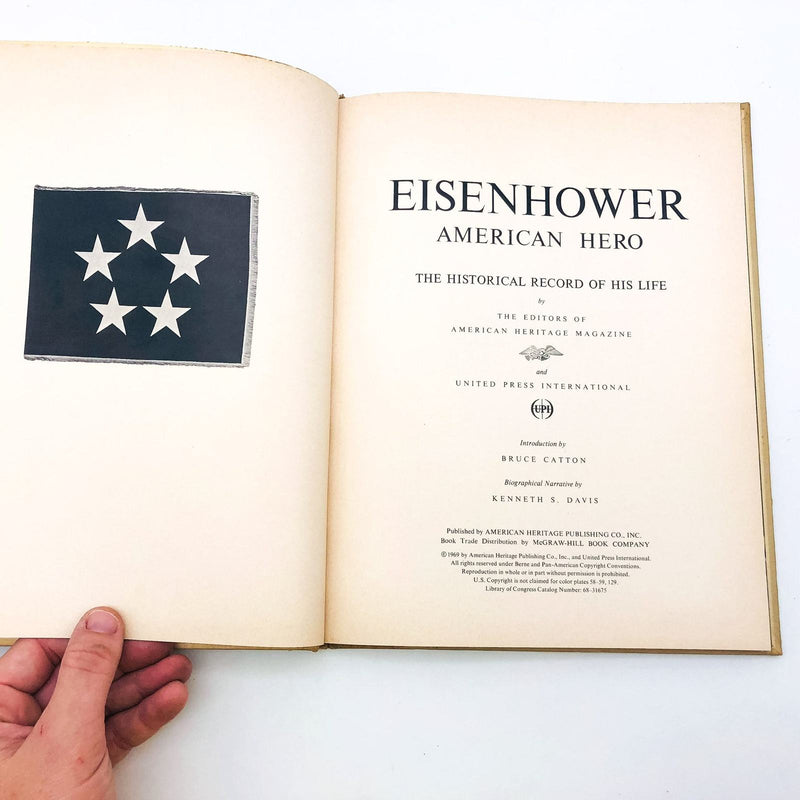 EISENHOWER
AMERICAN HERO
THE HISTORICAL RECORD OF HIS LIFE
by
THE EDITORS OF
AMERICAN HERITAGE MAGAZINE
and
UNITED PRESS INTERNATIONAL
UPI
Introduction by
BRUCE CATTON
Biographical Narrative by
KENNETH S. DAVIS
Published by AMERICAN HERITAGE PUBLISHING CO., INC.
Book Trade Distribution by McGRAW-HILL BOOK COMPANY
©1969 by American Heritage Publishing Co., Inc., and United Press International.
All rights reserved under Berne and Pan-American Copyright Conventions.
Reproduction in whole or in part without permission is prohibited.
U.S. Copyright is not claimed for color plates 58-59, 129.
Library of Congress Catalog Number: 68-31675